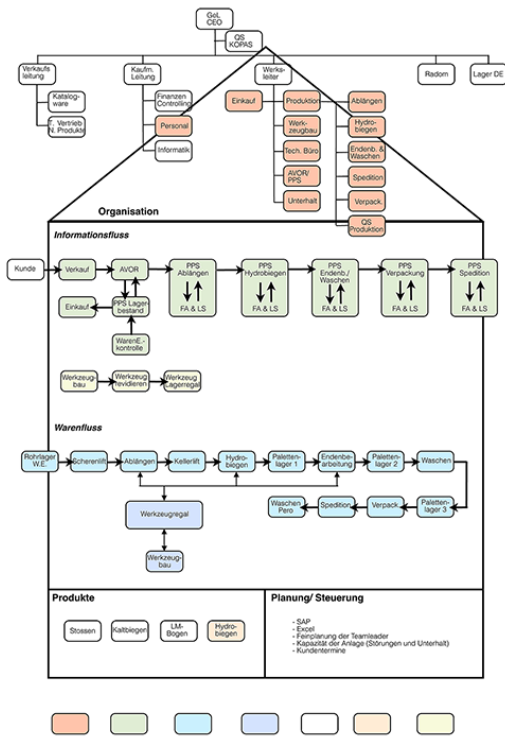 GoL
CEO
QS
KOPAS
Verkaufs
leitung
Kaufm.
Leitung
Werks-
leiter
Radom
Lager DE
Katalog-
ware
T. Vertrieb
N. Produkte
Finanzen
Controlling
Personal
Informatik
Einkauf
Produktion
Ablängen
Werk-
zeugbau
Hydro-
biegen
Tech. Büro
Endenb. &
Waschen
AVOR/
PPS
Spedition
Unterhalt
Verpack.
QS
Produktion
Organisation
Informationsfluss
Kunde
Verkauf
AVOR
PPS
Ablängen
FA & LS
PPS
Hydrobiegen
FA & LS
PPS
Endenb./
Waschen
FA & LS
PPS
Verpackung
FA & LS
PPS
Spedition
FA & LS
Einkauf
PPS Lager-
bestand
WarenE.-
kontrolle
Werkzeug-
bau
Werkzeug
revidieren
Werkzeug
Lagerregal
Warenfluss
Rohrlager
W.E.
Scherenlift
Ablängen
Kellerlift
Hydro-
biegen
Paletten-
lager 1
Endenbe-
arbeitung
Paletten-
lager 2
Waschen
Waschen
Pero
Spedition
Verpack
Paletten-
lager 3
Werkzeugregal
Werkzeug-
bau
Produkte
Stossen
Kaltbiegen
LM-
Bogen
Hydro-
biegen
Planung/ Steuerung
- SAP
- Excel
- Feinplanung der Teamleader
- Kapazität der Anlage (Störungen und Unterhalt)
- Kundentermine